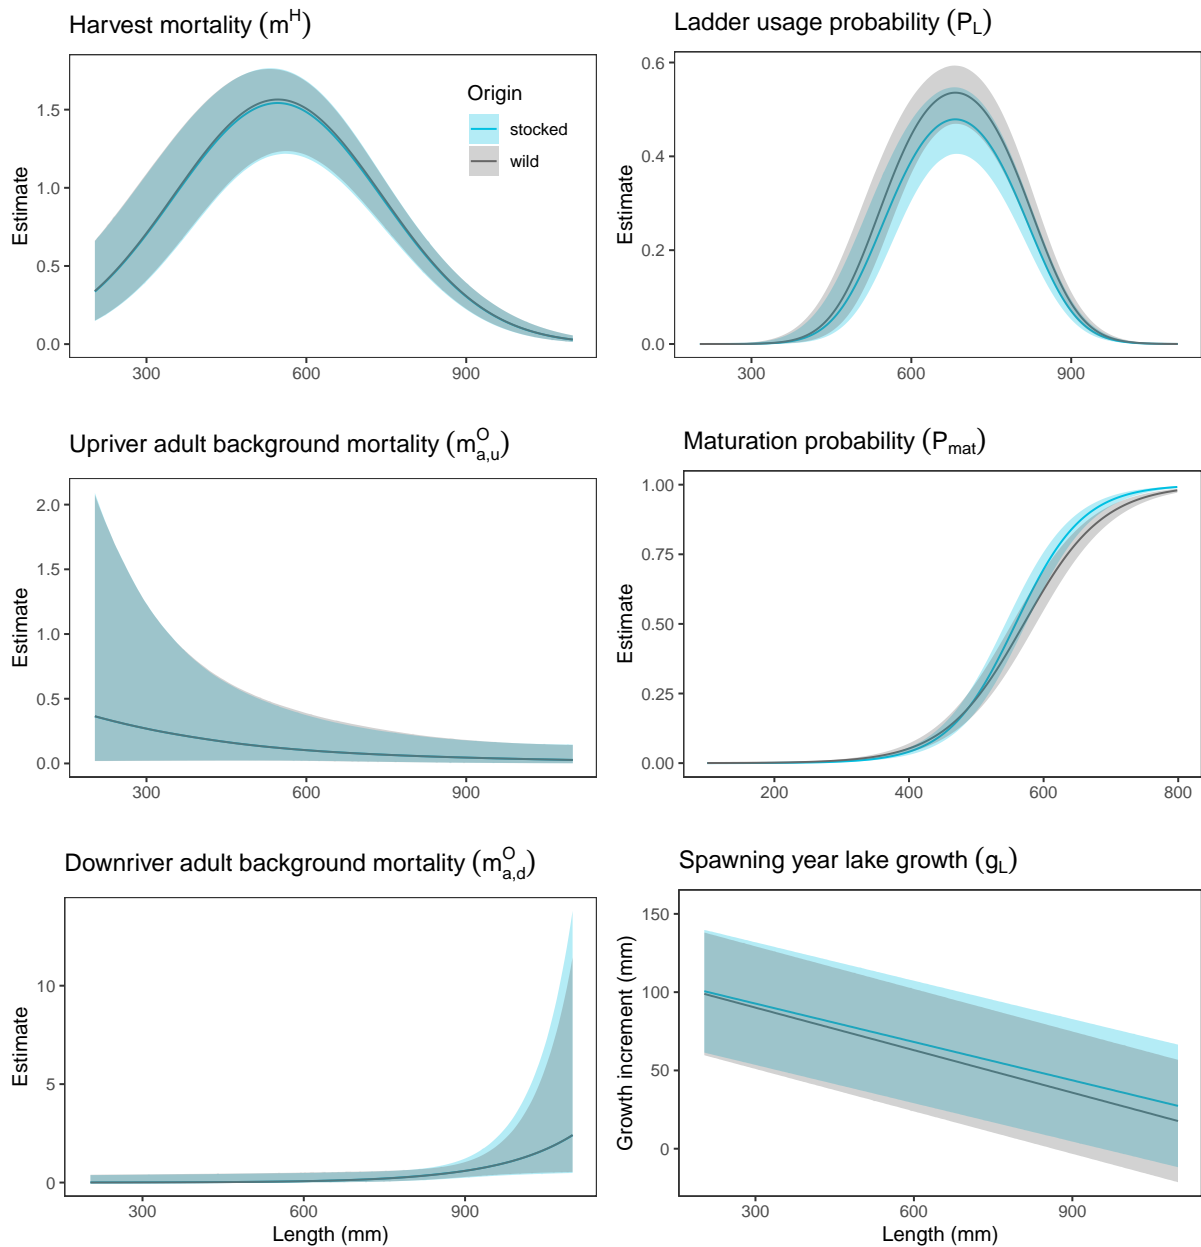 Harvest mortality (m^H)
Estimate
1.5
1.0
0.5
0.0
300 600 900
Origin
stocked
wild
Ladder usage probability (P_L)
Estimate
0.6
0.4
0.2
0.0
300 600 900
Upriver adult background mortality (m^O_a,u)
Estimate
2.0
1.5
1.0
0.5
0.0
300 600 900
Maturation probability (P_mat)
Estimate
1.00
0.75
0.50
0.25
0.00
200 400 600 800
Downriver adult background mortality (m^O_a,d)
Estimate
10
5
0
300 600 900
Length (mm)
Spawning year lake growth (g_L)
Growth increment (mm)
150
100
50
0
300 600 900
Length (mm)